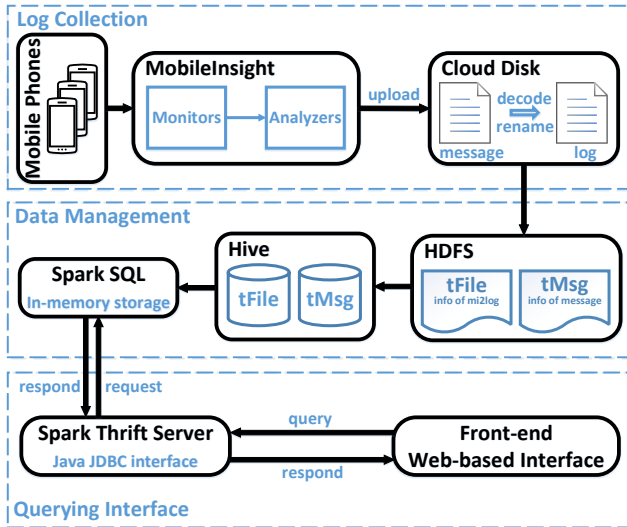 Log Collection
Mobile Phones
MobileInsight
Monitors
Analyzers
upload
Cloud Disk
decode
rename
message
log
Data Management
Spark SQL
In-memory storage
Hive
tFile
tMsg
HDFS
tFile
info of mi2log
tMsg
info of message
respond
request
Spark Thrift Server
Java JDBC interface
query
respond
Front-end
Web-based Interface
Querying Interface